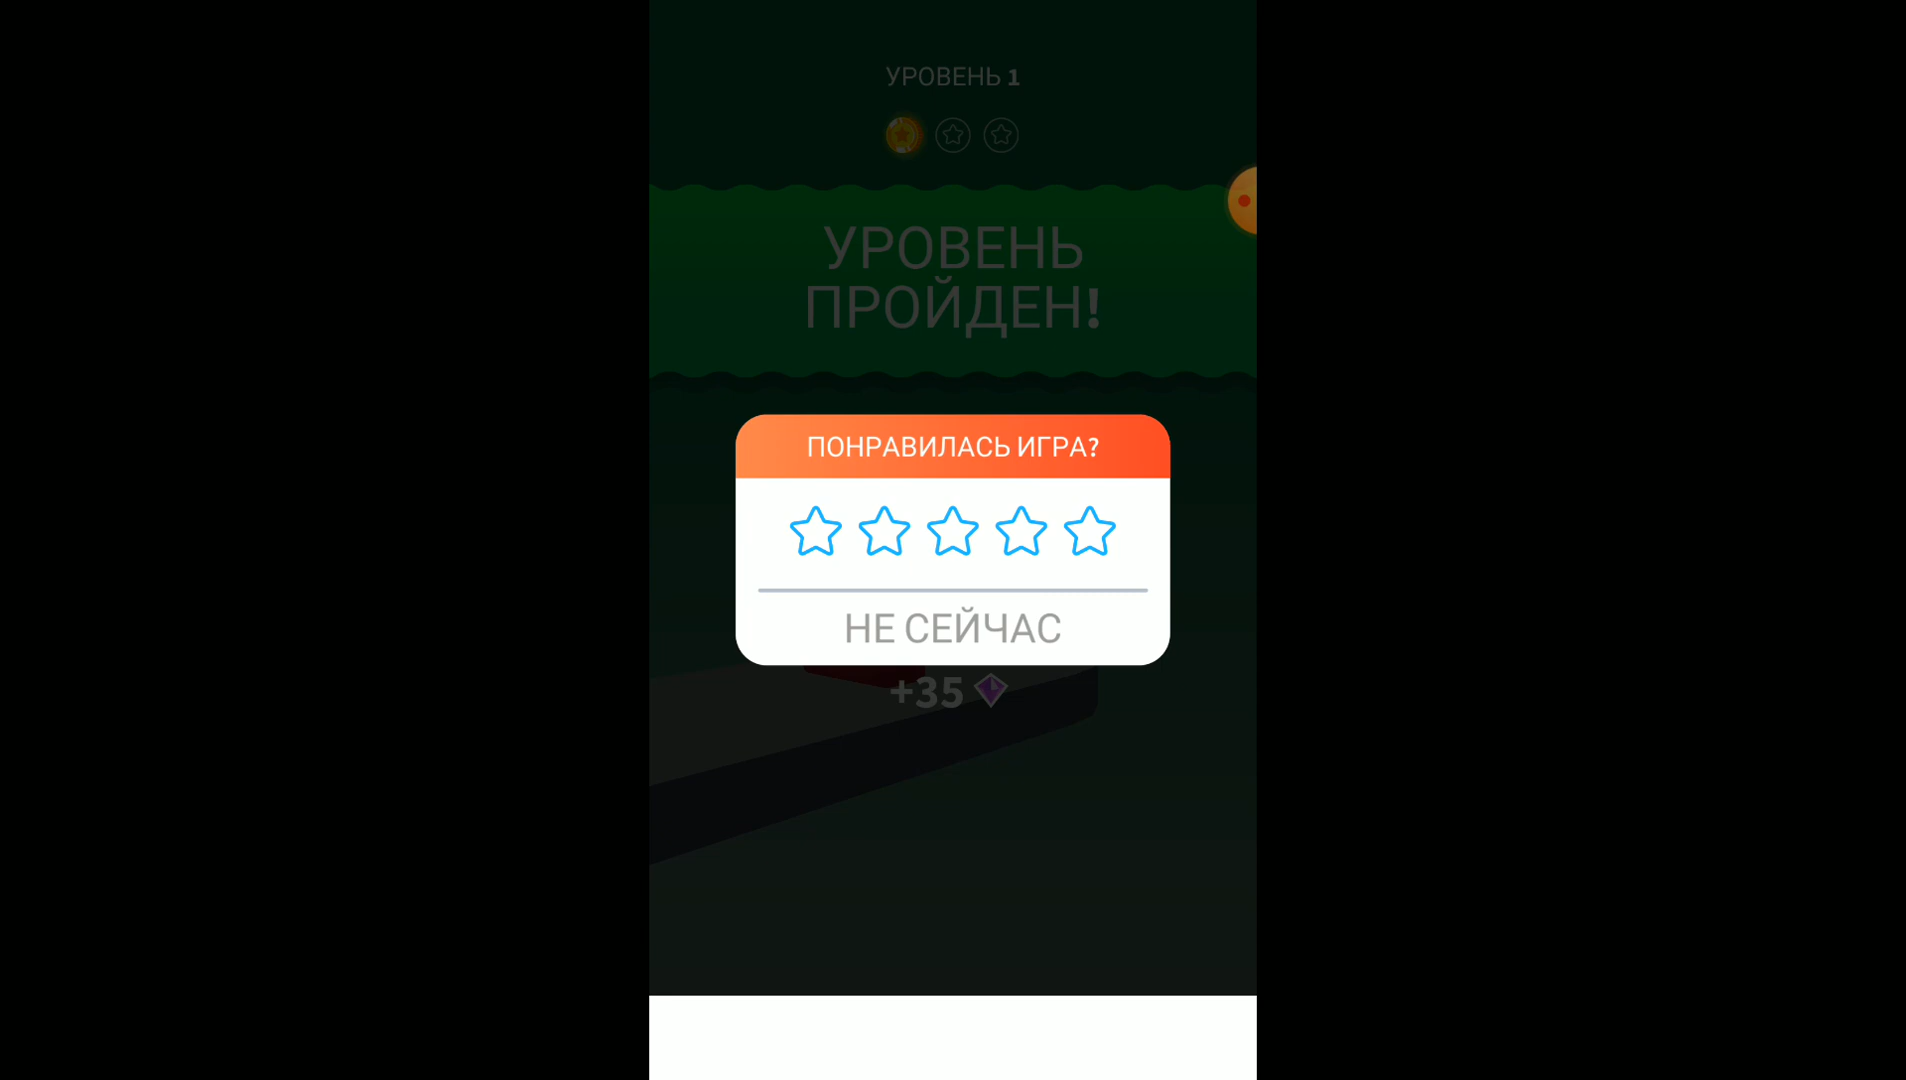 УРОВЕНЬ 1
УРОВЕНЬ
ПРОЙДЕН!
ПОНРАВИЛАСЬ ИГРА?
НЕ СЕЙЧАС
+35